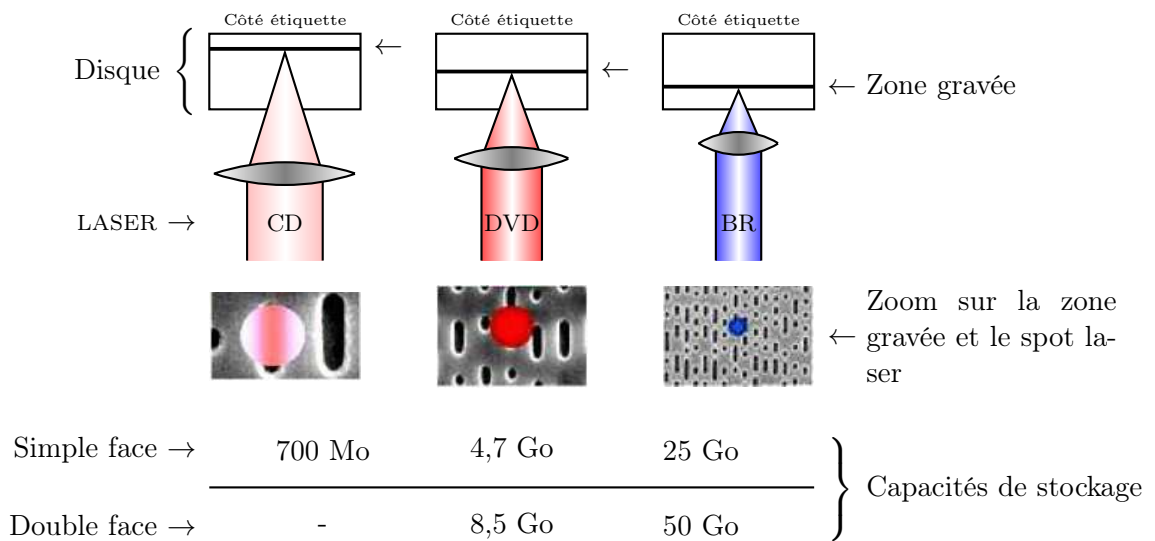 Côté étiquette Côté étiquette Côté étiquette
Disque { ← ← ← Zone gravée
LASER → CD DVD BR
Zoom sur la zone
← gravée et le spot la-
ser
Simple face → 700 Mo 4,7 Go 25 Go
} Capacités de stockage
Double face → - 8,5 Go 50 Go